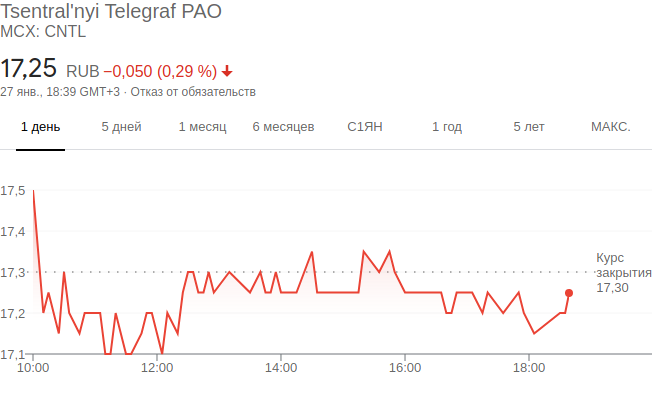 Tsentral'nyi Telegraf PAO
MCX: CNTL
17,25 RUB −0,050 (0,29 %)
27 янв., 18:39 GMT+3 · Отказ от обязательств
1 день 5 дней 1 месяц 6 месяцев С1ЯН 1 год 5 лет МАКС.
17,5
17,4
17,3
17,2
17,1
Курс
закрытия
17,30
10:00 12:00 14:00 16:00 18:00